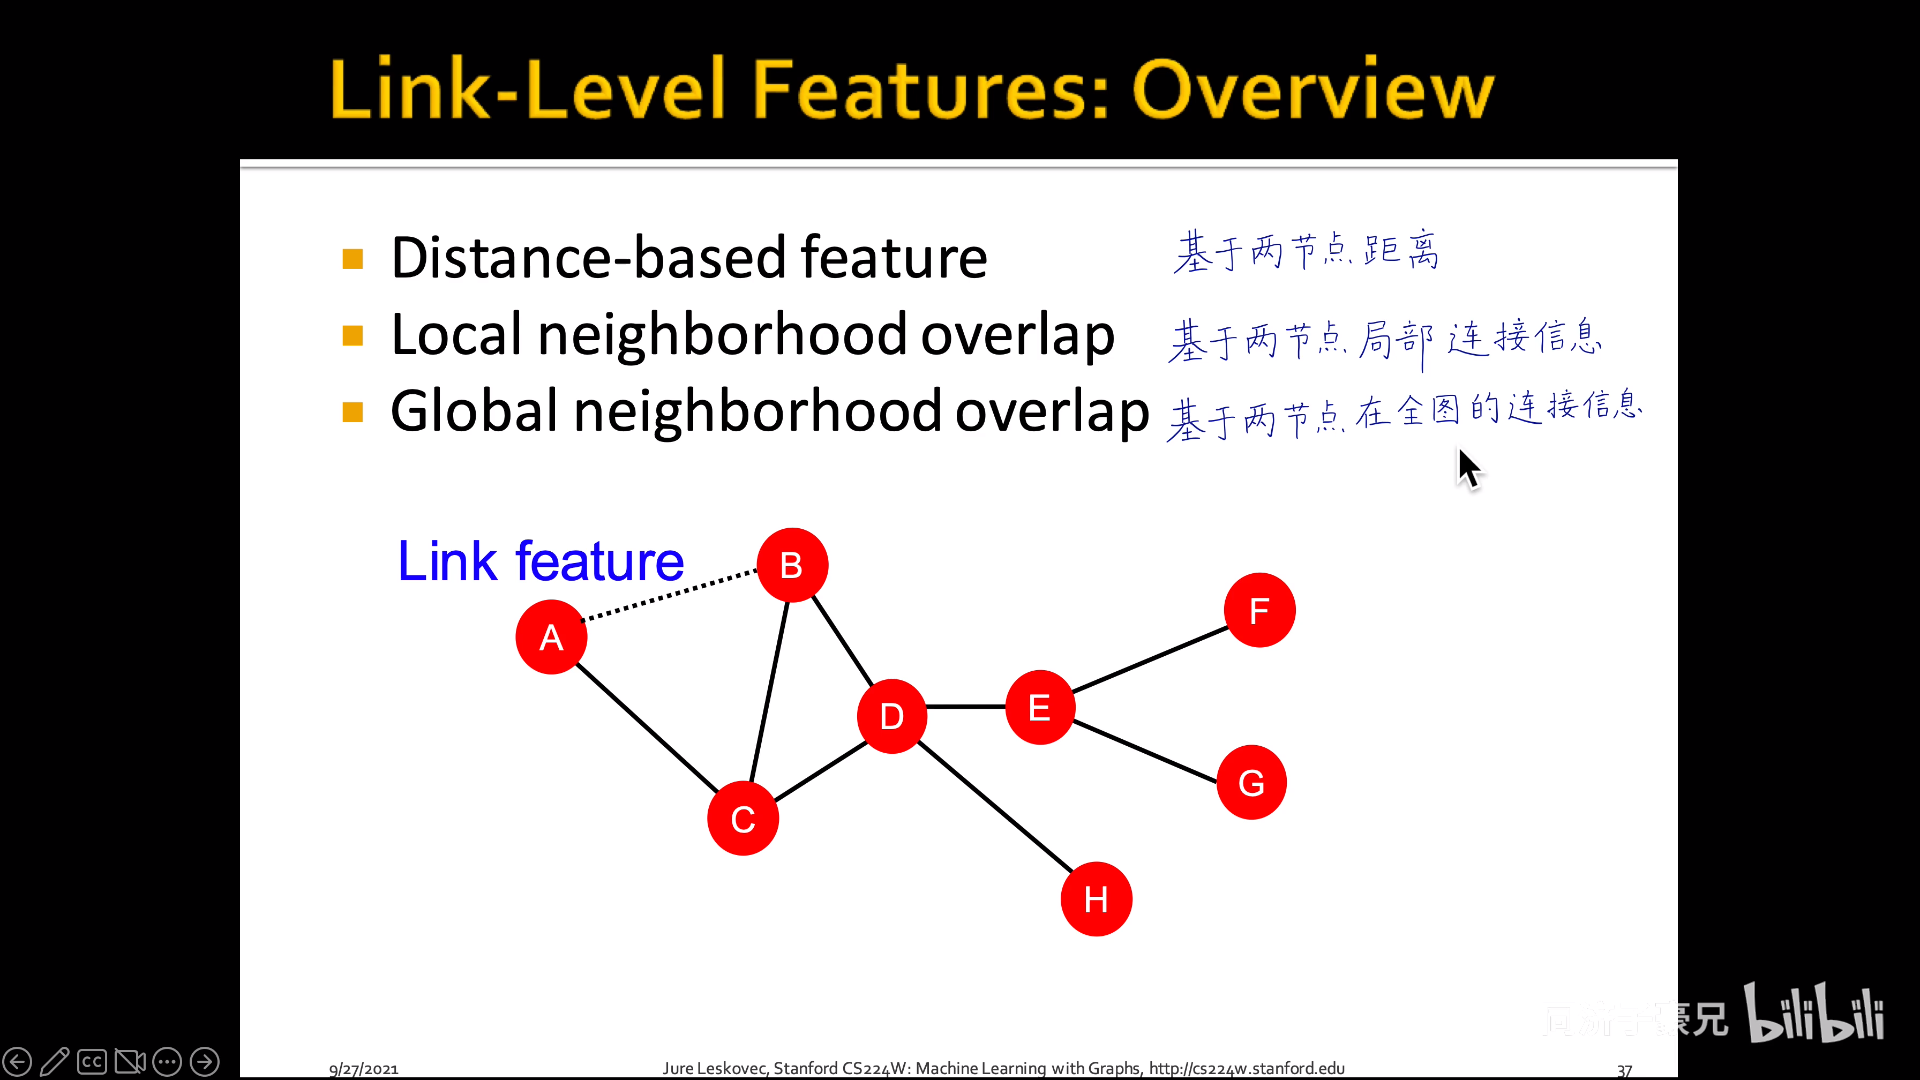 Link-Level Features: Overview
Distance-based feature 基于两节点距离
Local neighborhood overlap 基于两节点局部连接信息
Global neighborhood overlap 基于两节点在全图的连接信息
Link feature
B
A
F
D
E
G
C
H
豪兄 bilibili
CC
9/27/2021
Jure Leskovec, Stanford CS224W: Machine Learning with Graphs, http://cs224w.stanford.edu
37